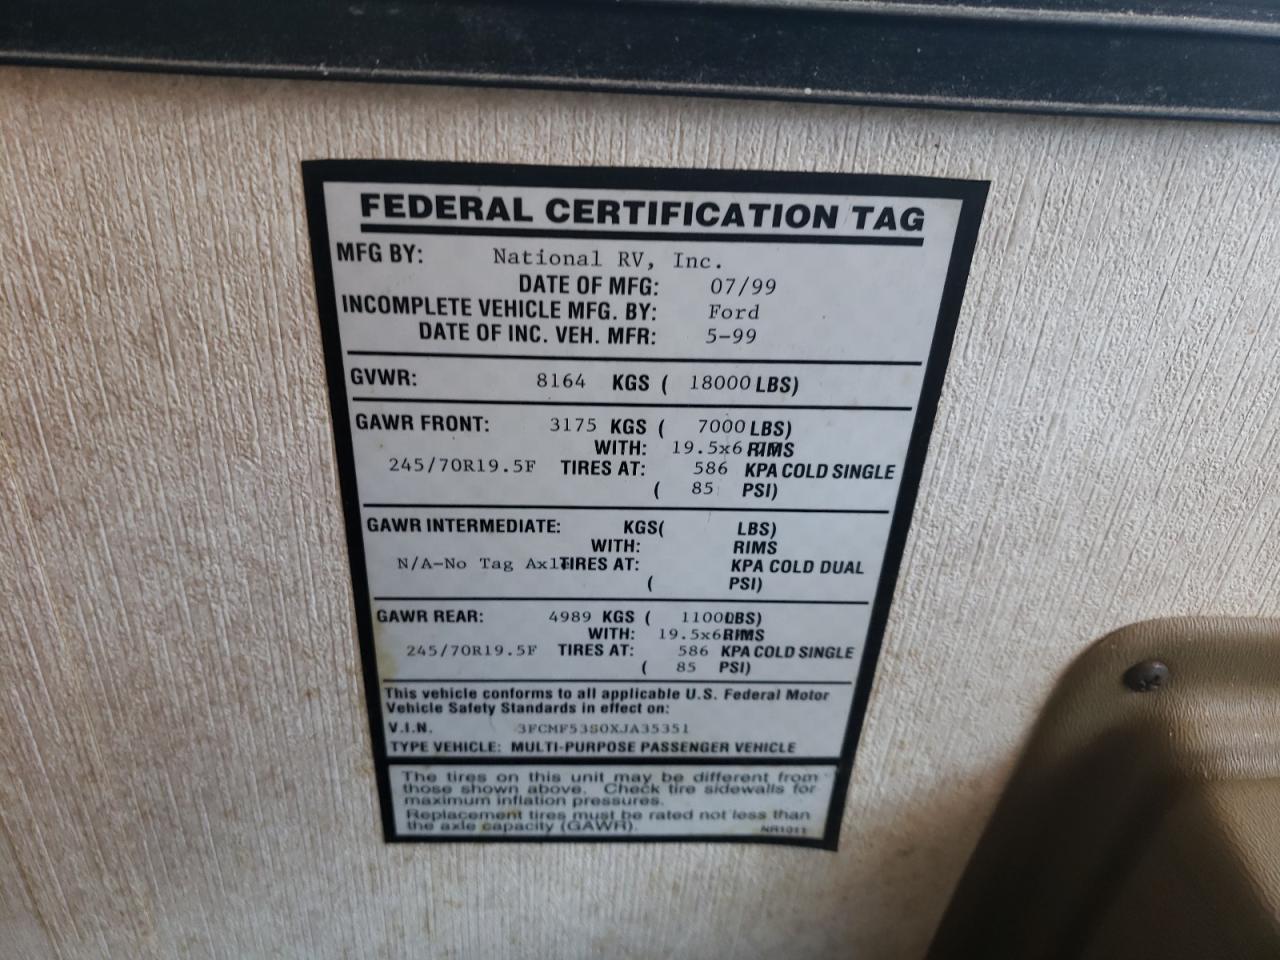 FEDERAL CERTIFICATION TAG
MFG BY: National RV, Inc.
DATE OF MFG: 07/99
INCOMPLETE VEHICLE MFG. BY: Ford
DATE OF INC. VEH. MFR: 5-99
GVWR: 8164 KGS ( 18000 LBS)
GAWR FRONT: 3175 KGS ( 7000 LBS)
WITH: 19.5x6 RIMS
245/70R19.5F TIRES AT: 586 KPA COLD SINGLE
( 85 PSI)
GAWR INTERMEDIATE: KGS( LBS)
WITH: RIMS
N/A-No Tag Axle TIRES AT: KPA COLD DUAL
( PSI)
GAWR REAR: 4989 KGS ( 11000 LBS)
WITH: 19.5x6 RIMS
245/70R19.5F TIRES AT: 586 KPA COLD SINGLE
( 85 PSI)
This vehicle conforms to all applicable U.S. Federal Motor
Vehicle Safety Standards in effect on:
V.I.N. 3FCMF53S0XJA35351
TYPE VEHICLE: MULTI-PURPOSE PASSENGER VEHICLE
The tires on this unit may be different from
those shown above. Check tire sidewalls for
maximum inflation pressures.
Replacement tires must be rated not less than
the axle capacity (GAWR).